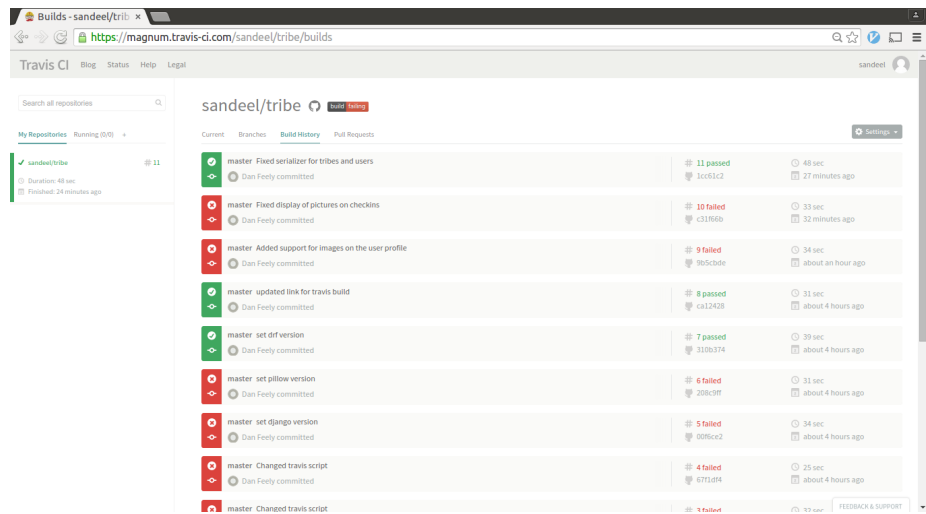 Builds - sandeel/trib
https://magnum.travis-ci.com/sandeel/tribe/builds
Travis CI Blog Status Help Legal sandeel
Search all repositories
My Repositories Running (0/0) +
sandeel/tribe # 11
Duration: 48 sec
Finished: 24 minutes ago
sandeel/tribe build failing
Current Branches Build History Pull Requests Settings
master Fixed serializer for tribes and users # 11 passed 48 sec
Dan Feely committed 1cc61c2 27 minutes ago
master Fixed display of pictures on checkins # 10 failed 33 sec
Dan Feely committed c31f66b 32 minutes ago
master Added support for images on the user profile # 9 failed 34 sec
Dan Feely committed 9b5cbde about an hour ago
master updated link for travis build # 8 passed 31 sec
Dan Feely committed ca12428 about 4 hours ago
master set drf version # 7 passed 39 sec
Dan Feely committed 310b374 about 4 hours ago
master set pillow version # 6 failed 31 sec
Dan Feely committed 208c9ff about 4 hours ago
master set django version # 5 failed 34 sec
Dan Feely committed 00f6ce2 about 4 hours ago
master Changed travis script # 4 failed 25 sec
Dan Feely committed 67f1df4 about 4 hours ago
master Changed travis script # 3 failed 32 sec
FEEDBACK & SUPPORT